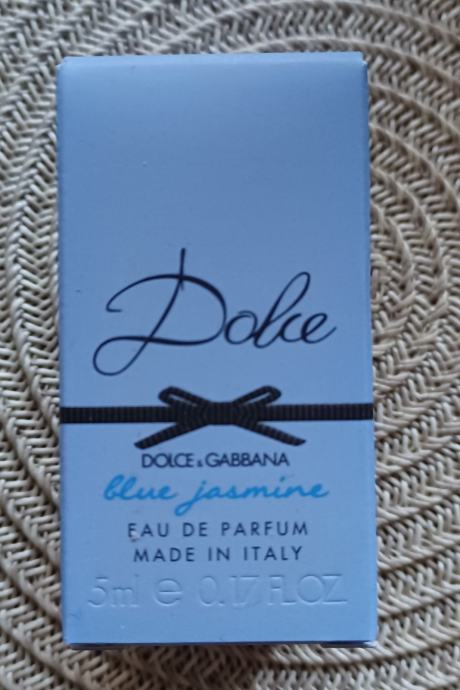 Dolce
DOLCE & GABBANA
blue jasmine
EAU DE PARFUM
MADE IN ITALY
5ml e 0.17 FL.OZ